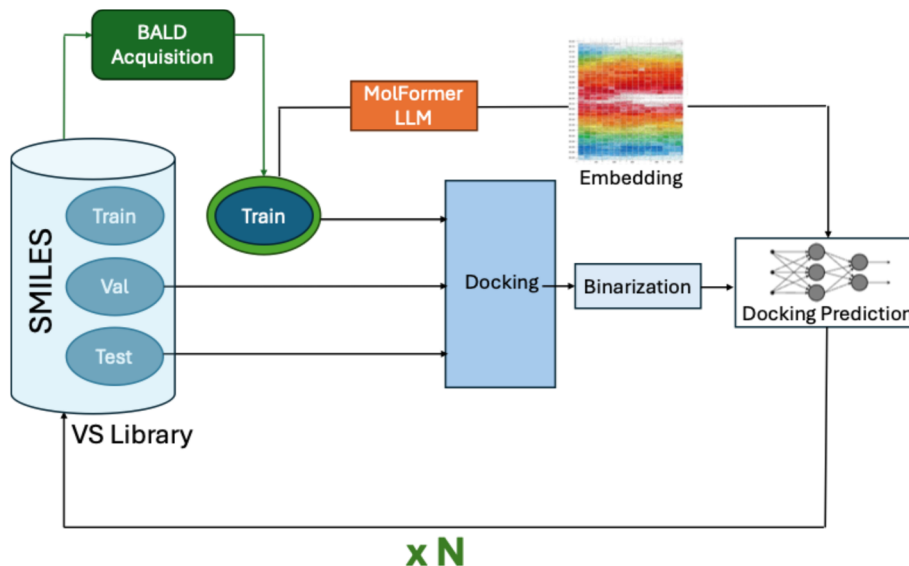 BALD
Acquisition
MolFormer
LLM
Embedding
SMILES
Train
Val
Test
Train
Docking
Binarization
Docking Prediction
VS Library
x N